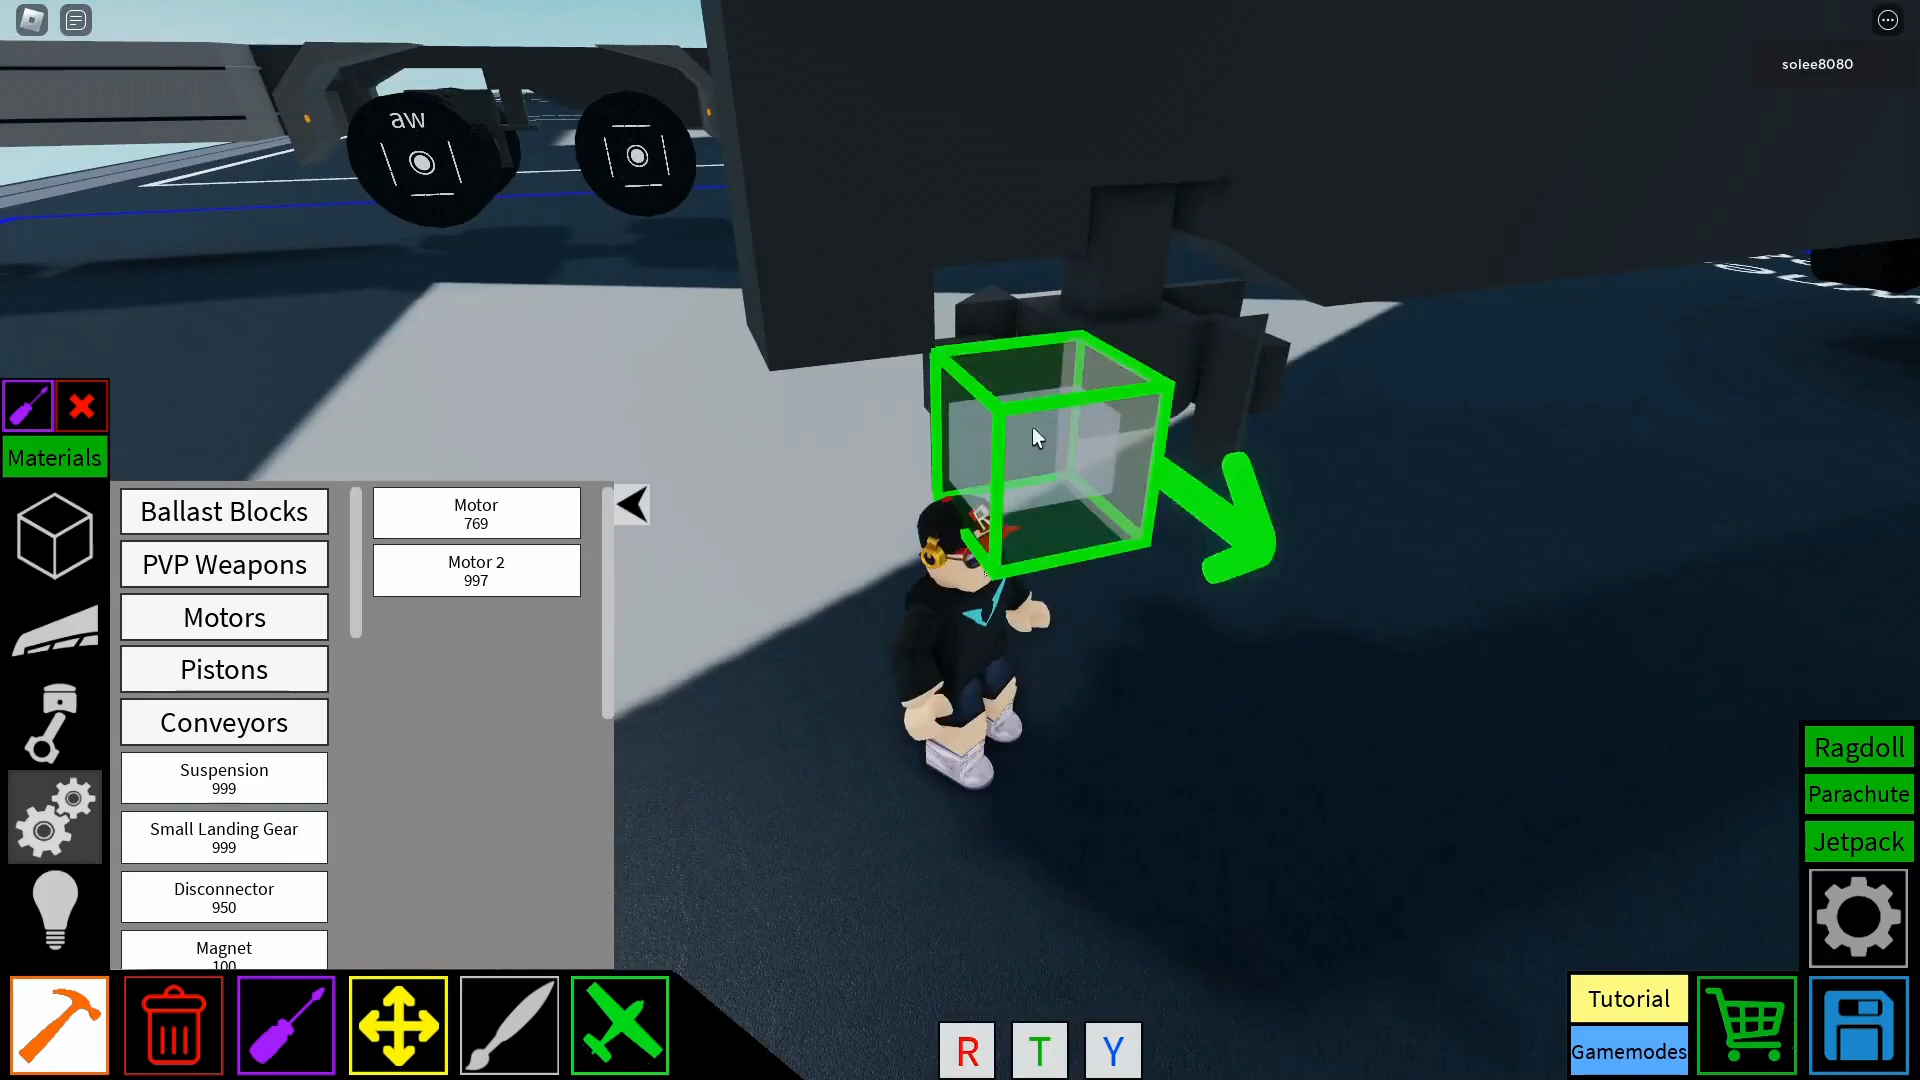 solee8080
aw
Materials
Ballast Blocks
PVP Weapons
Motors
Pistons
Conveyors
Suspension
999
Small Landing Gear
999
Disconnector
950
Magnet
100
Motor
769
Motor 2
997
Ragdoll
Parachute
Jetpack
Tutorial
Gamemodes
R T Y